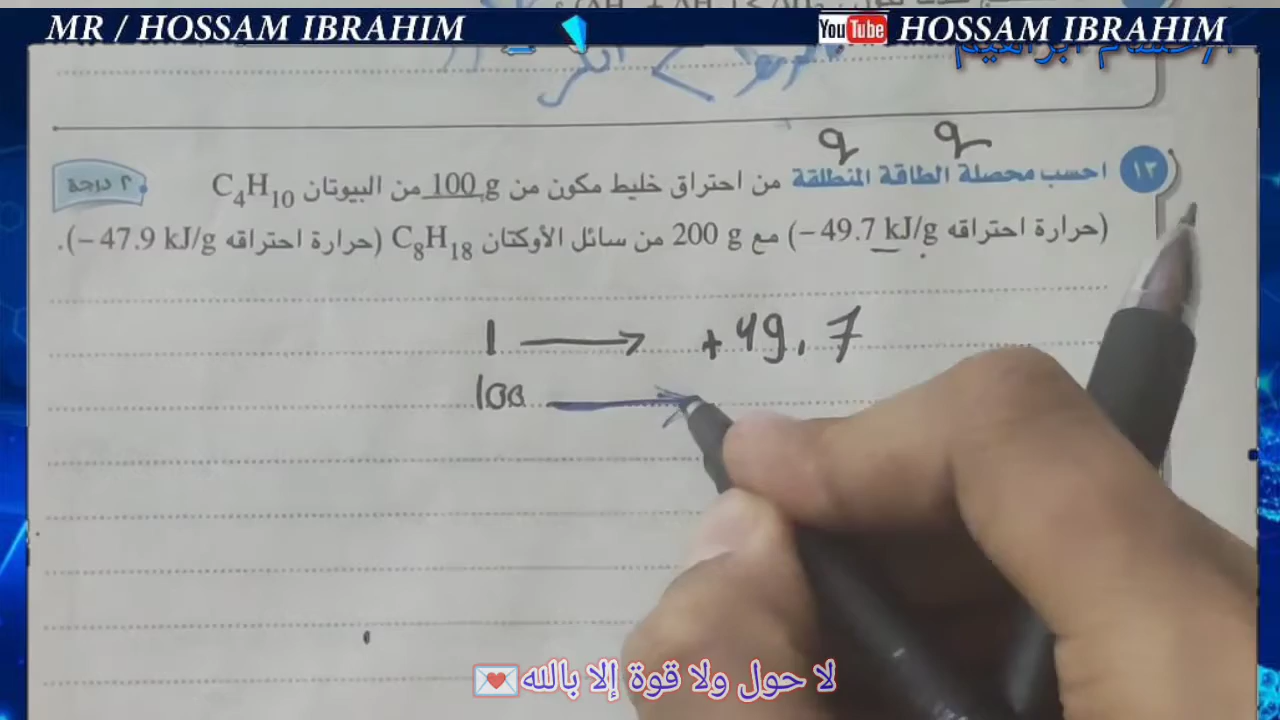 MR / HOSSAM IBRAHIM
YouTube HOSSAM IBRAHIM
q q
١٣ احسب محصلة الطاقة المنطلقة من احتراق خليط مكون من 100 g من البيوتان C₄H₁₀ ٢ درجة
(حرارة احتراقه −49.7 kJ/g) مع 200 g من سائل الأوكتان C₈H₁₈ (حرارة احتراقه −47.9 kJ/g).
1 → +49.7
100 →
لا حول ولا قوة إلا بالله💌